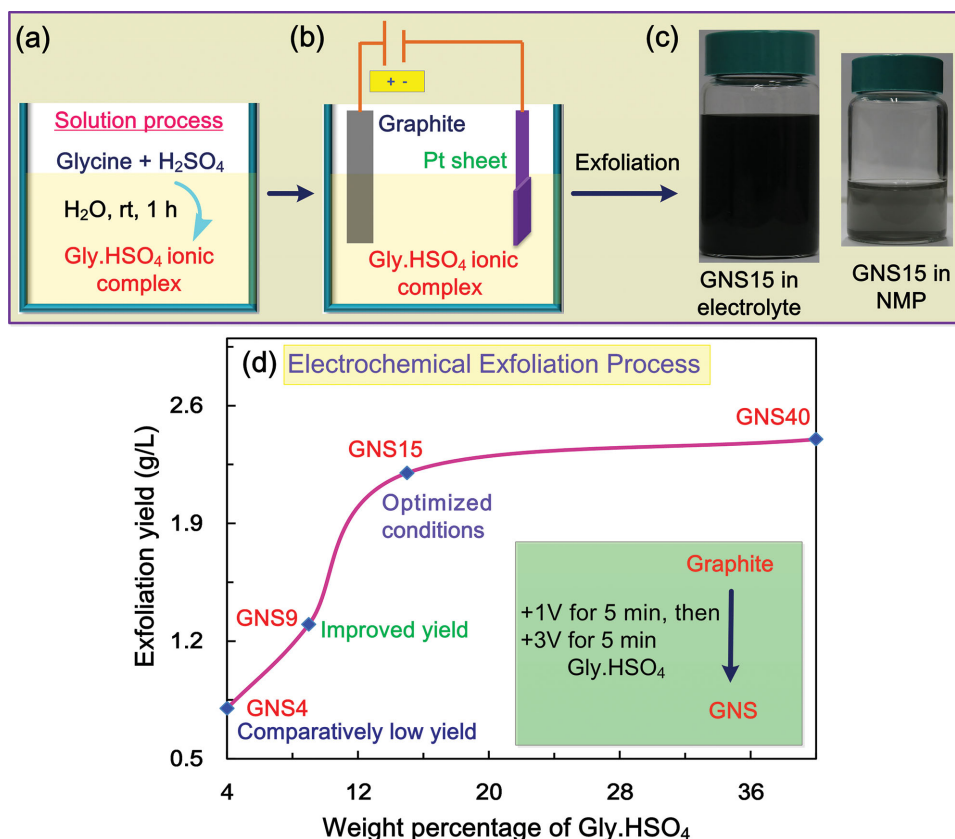 (a)
Solution process
Glycine + H₂SO₄
H₂O, rt, 1 h
Gly.HSO₄ ionic
complex
(b)
+ -
Graphite
Pt sheet
Gly.HSO₄ ionic
complex
Exfoliation
(c)
GNS15 in
electrolyte
GNS15 in
NMP
(d)
Electrochemical Exfoliation Process
Exfoliation yield (g/L)
2.6
1.9
1.2
0.5
GNS40
GNS15
Optimized
conditions
GNS9
Improved yield
GNS4
Comparatively low yield
Graphite
+1V for 5 min, then
+3V for 5 min
Gly.HSO₄
GNS
4
12
20
28
36
Weight percentage of Gly.HSO₄